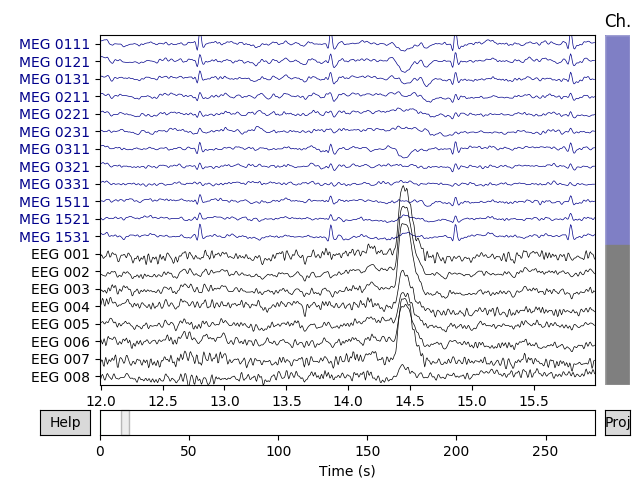 Ch.
MEG 0111
MEG 0121
MEG 0131
MEG 0211
MEG 0221
MEG 0231
MEG 0311
MEG 0321
MEG 0331
MEG 1511
MEG 1521
MEG 1531
EEG 001
EEG 002
EEG 003
EEG 004
EEG 005
EEG 006
EEG 007
EEG 008
12.0 12.5 13.0 13.5 14.0 14.5 15.0 15.5
Help Proj
0 50 100 150 200 250
Time (s)